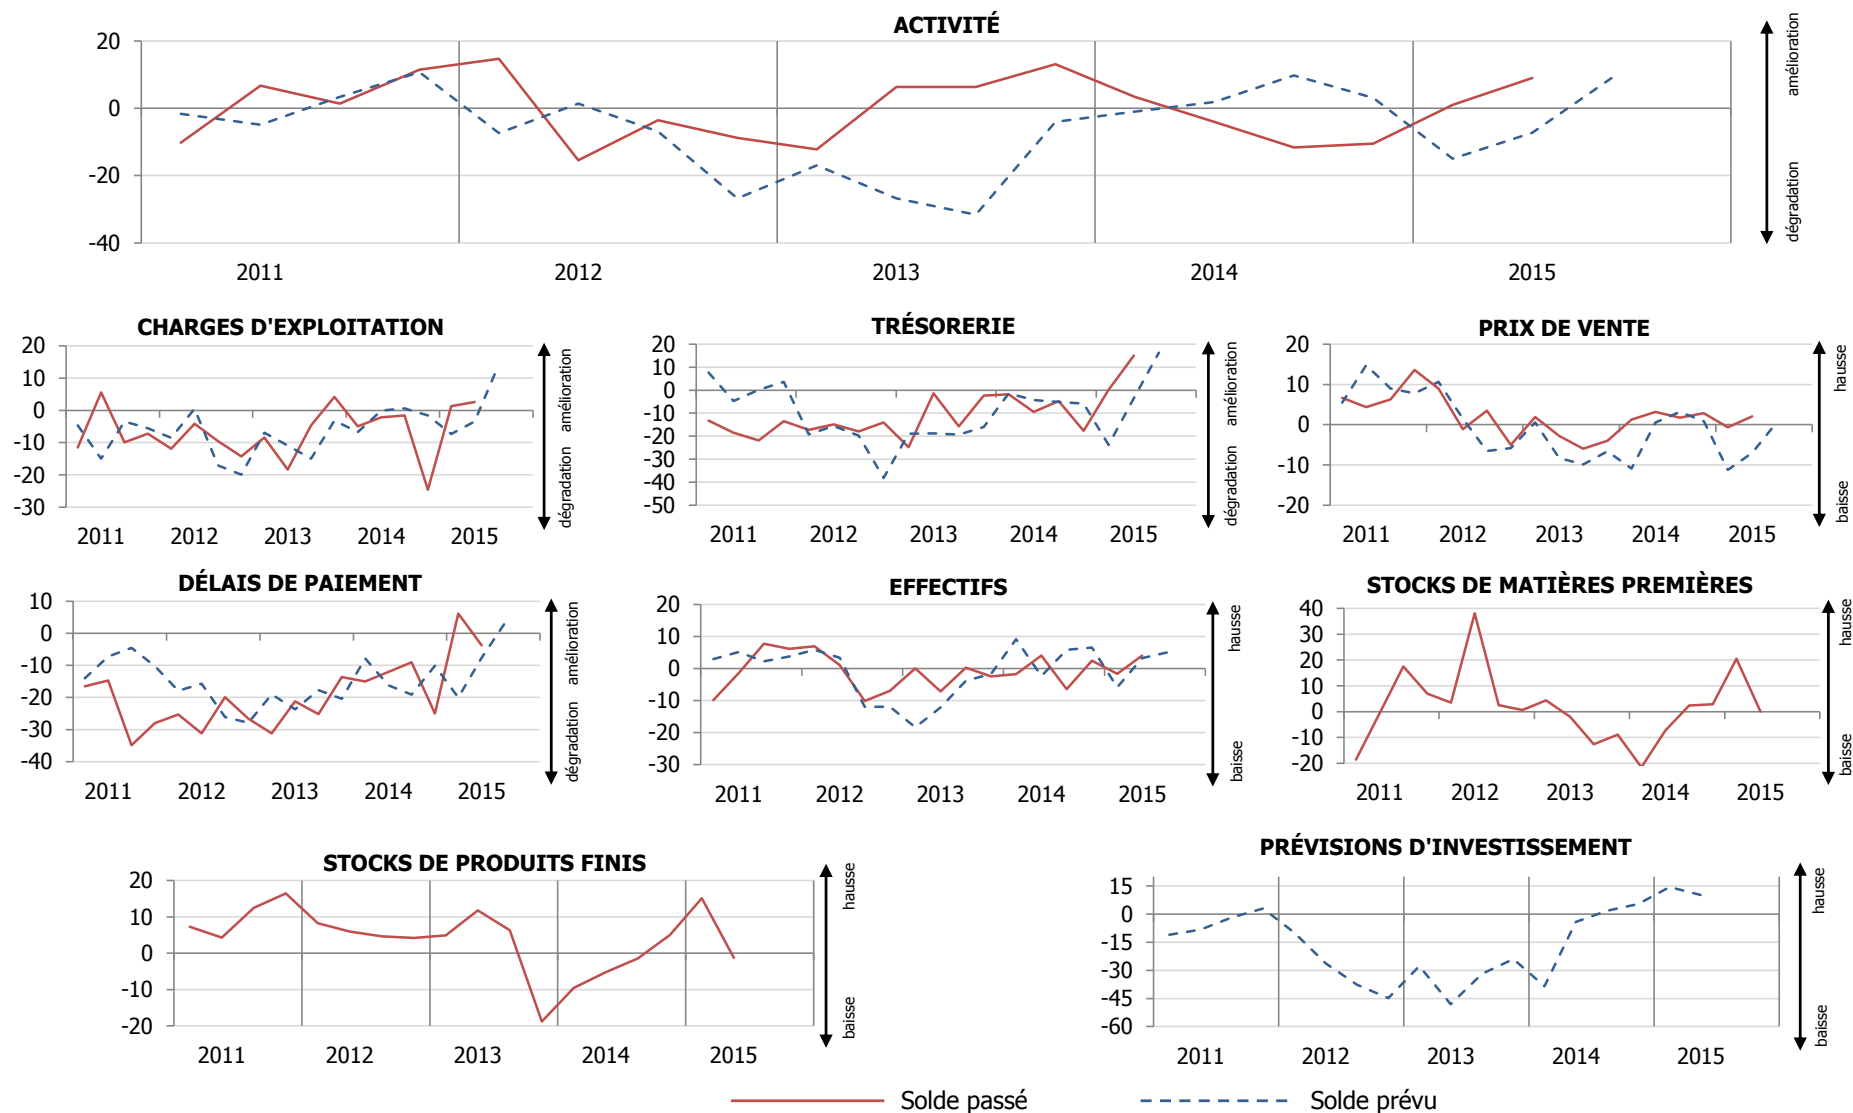 ACTIVITÉ
20
0
-20
-40
2011 2012 2013 2014 2015
amélioration
dégradation
CHARGES D'EXPLOITATION
20
10
0
-10
-20
-30
2011 2012 2013 2014 2015
amélioration
dégradation
TRÉSORERIE
20
10
0
-10
-20
-30
-40
-50
2011 2012 2013 2014 2015
amélioration
dégradation
PRIX DE VENTE
20
10
0
-10
-20
2011 2012 2013 2014 2015
hausse
baisse
DÉLAIS DE PAIEMENT
10
0
-10
-20
-30
-40
2011 2012 2013 2014 2015
amélioration
dégradation
EFFECTIFS
20
10
0
-10
-20
-30
2011 2012 2013 2014 2015
hausse
baisse
STOCKS DE MATIÈRES PREMIÈRES
40
30
20
10
0
-10
-20
2011 2012 2013 2014 2015
hausse
baisse
STOCKS DE PRODUITS FINIS
20
10
0
-10
-20
2011 2012 2013 2014 2015
hausse
baisse
PRÉVISIONS D'INVESTISSEMENT
15
0
-15
-30
-45
-60
2011 2012 2013 2014 2015
hausse
baisse
Solde passé Solde prévu